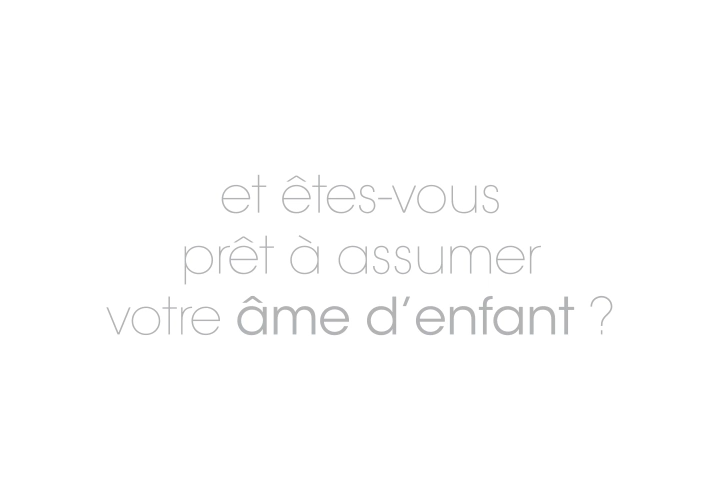 et êtes-vous
prêt à assumer
votre âme d’enfant ?